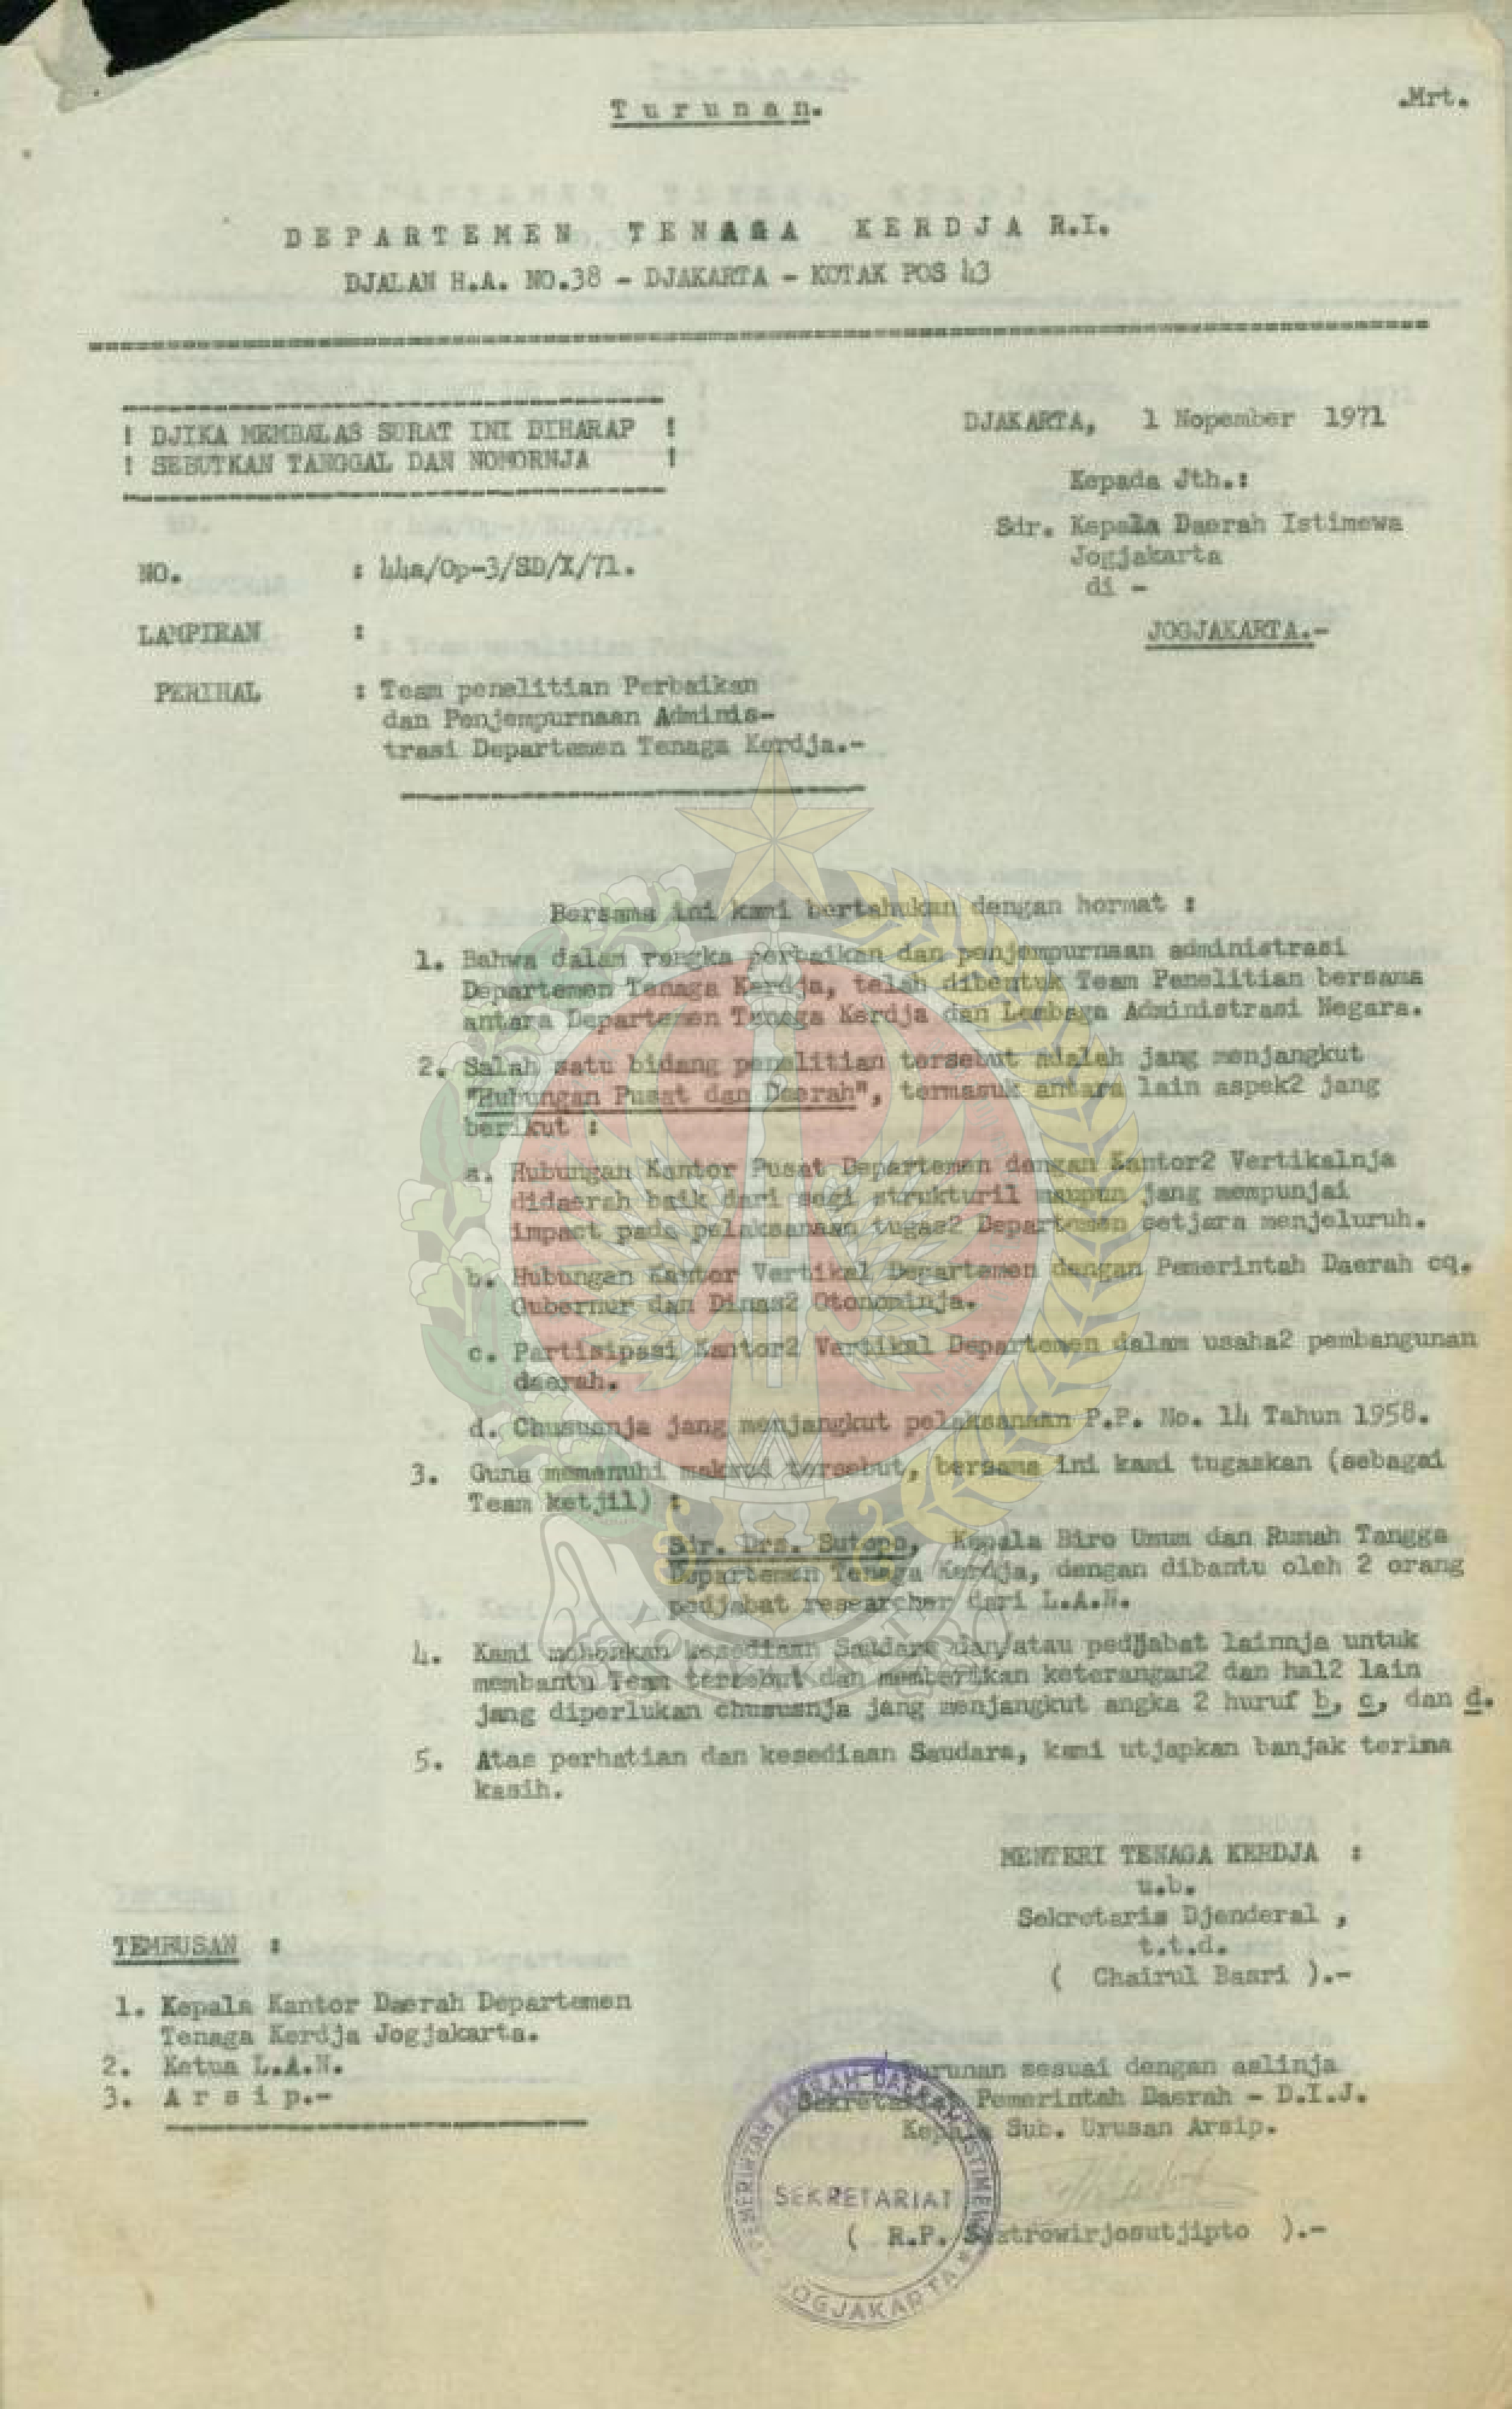 Turunan.
.Mrt.
DEPARTEMEN TENAGA KERDJA R.I.
DJALAN H.A. NO.38 - DJAKARTA - KOTAK POS 43
! DJIKA MEMBALAS SURAT INI DIHARAP !
! SEBUTKAN TANGGAL DAN NOMORNJA !
DJAKARTA, 1 Nopember 1971
Kepada Jth.:
Sdr. Kepala Daerah Istimewa
Jogjakarta
di -
JOGJAKARTA.-
NO. : 44a/Op-3/SD/X/71.
LAMPIRAN :
PERIHAL : Team penelitian Perbaikan
dan Penjempurnaan Adminis-
trasi Departemen Tenaga Kerdja.-
Bersama ini kami bertahukan dengan hormat :
1. Bahwa dalam rangka perbaikan dan penjempurnaan administrasi
Departemen Tenaga Kerdja, telah dibentuk Team Penelitian bersama
antara Departemen Tenaga Kerdja dan Lembaga Administrasi Negara.
2. Salah satu bidang penelitian tersebut adalah jang menjangkut
"Hubungan Pusat dan Daerah", termasuk antara lain aspek2 jang
berikut :
a. Hubungan Kantor Pusat Departemen dengan Kantor2 Vertikalnja
didaerah baik dari segi strukturil maupun jang mempunjai
impact pada pelaksanaan tugas2 Departemen setjara menjeluruh.
b. Hubungan Kantor Vertikal Departemen dengan Pemerintah Daerah cq.
Gubernur dan Dinas2 Otonominja.
c. Partisipasi Kantor2 Vertikal Departemen dalam usaha2 pembangunan
daerah.
d. Chususnja jang menjangkut pelaksanaan P.P. No. 14 Tahun 1958.
3. Guna memenuhi maksud tersebut, bersama ini kami tugaskan (sebagai
Team ketjil) :
Sdr. Drs. Sutopo, Kepala Biro Umum dan Rumah Tangga
Departemen Tenaga Kerdja, dengan dibantu oleh 2 orang
pedjabat researcher dari L.A.N.
4. Kami mohonkan kesediaan Saudara dan/atau pedjabat lainnja untuk
membantu Team tersebut dan memberikan keterangan2 dan hal2 lain
jang diperlukan chususnja jang menjangkut angka 2 huruf b, c, dan d.
5. Atas perhatian dan kesediaan Saudara, kami utjapkan banjak terima
kasih.
MENTERI TENAGA KERDJA :
u.b.
Sekretaris Djenderal ,
t.t.d.
( Chairul Basri ).-
TEMBUSAN :
1. Kepala Kantor Daerah Departemen
Tenaga Kerdja Jogjakarta.
2. Ketua L.A.N.
3. Arsip.-
Turunan sesuai dengan aslinja
Sekretariat Pemerintah Daerah - D.I.J.
Kepala Sub. Urusan Arsip.
( R.P. Sastrowirjosutjipto ).-
PEMERINTAH DAERAH DAERAH ISTIMEWA
SEKRETARIAT
JOGJAKARTA